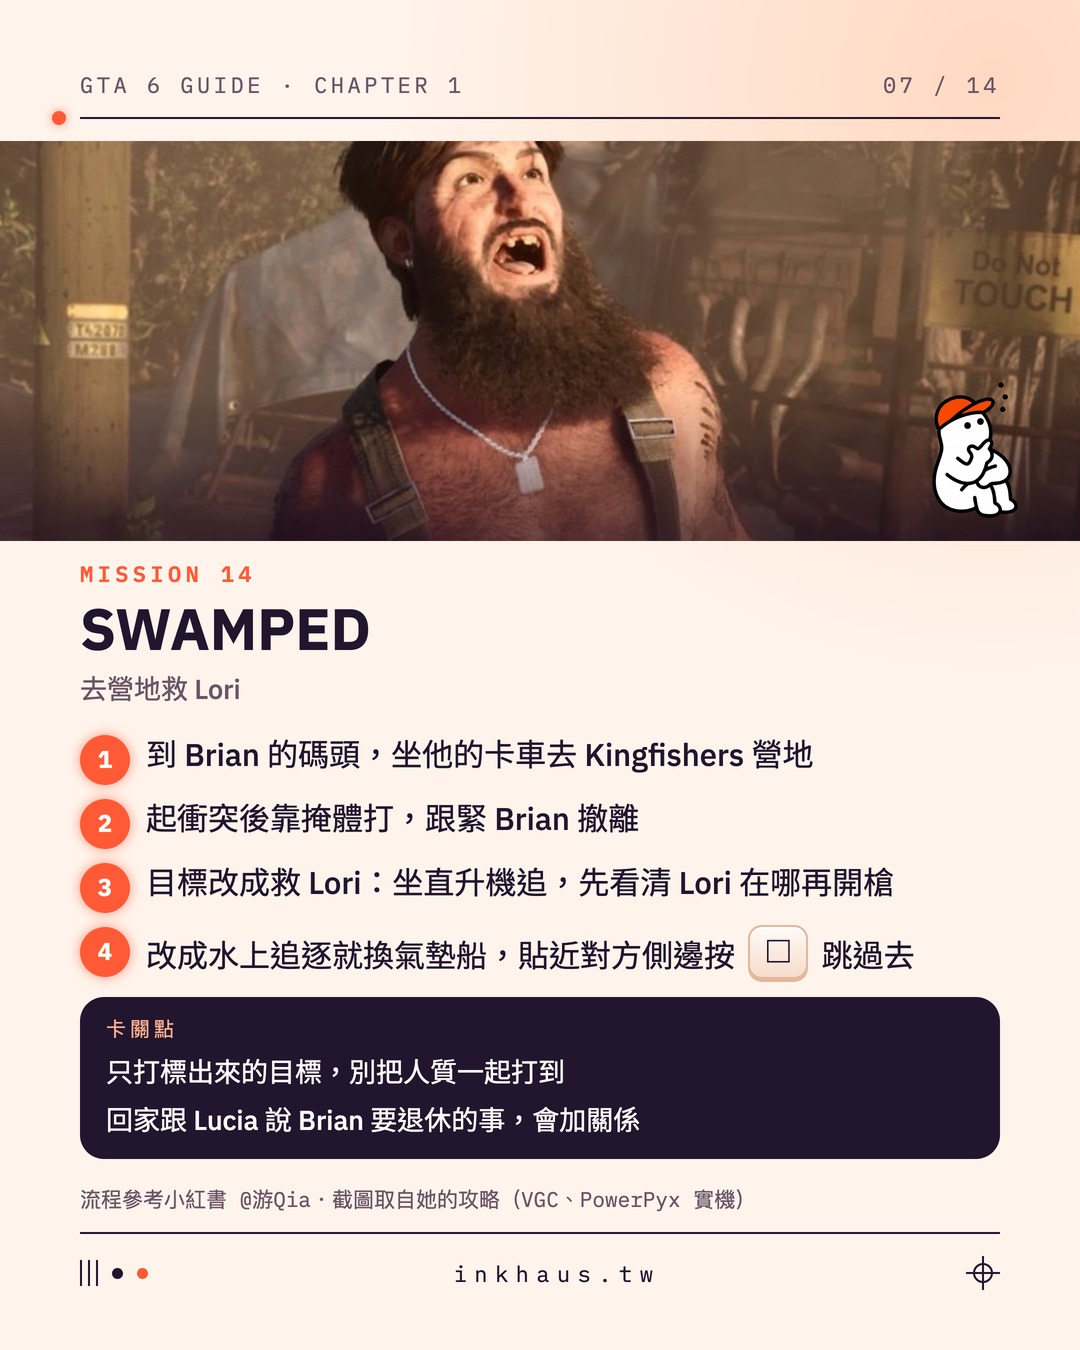 GTA 6 GUIDE · CHAPTER 1
07 / 14
Do Not
TOUCH
T42078
M288
MISSION 14
SWAMPED
去營地救 Lori
1 到 Brian 的碼頭，坐他的卡車去 Kingfishers 營地
2 起衝突後靠掩體打，跟緊 Brian 撤離
3 目標改成救 Lori：坐直升機追，先看清 Lori 在哪再開槍
4 改成水上追逐就換氣墊船，貼近對方側邊按 □ 跳過去
卡關點
只打標出來的目標，別把人質一起打到
回家跟 Lucia 說 Brian 要退休的事，會加關係
流程參考小紅書 @游Qia · 截圖取自她的攻略（VGC、PowerPyx 實機）
inkhaus.tw